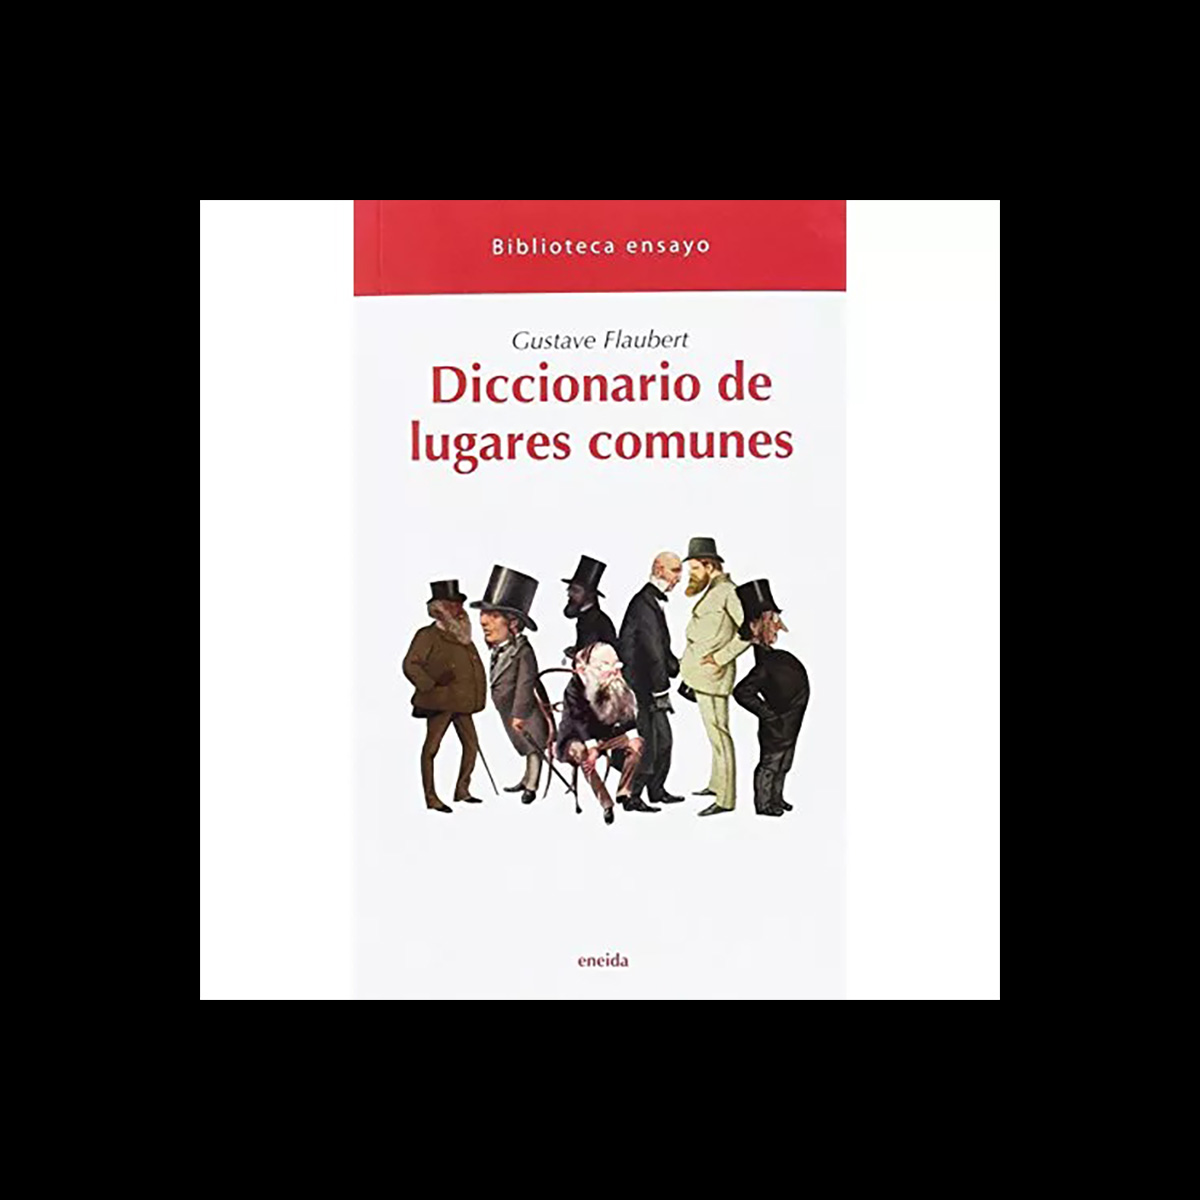 Biblioteca ensayo
Gustave Flaubert
Diccionario de
lugares comunes
eneida